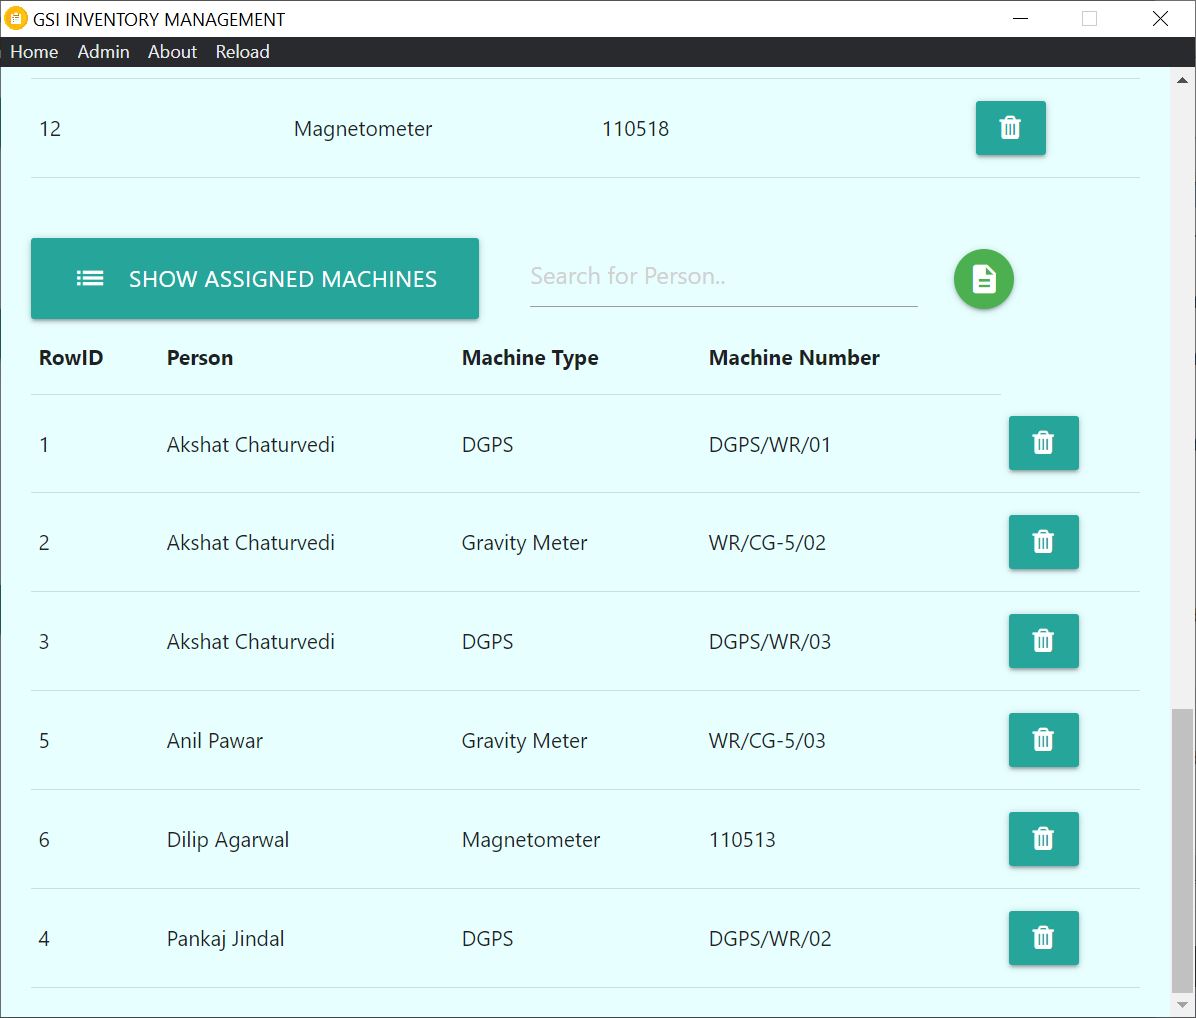 GSI INVENTORY MANAGEMENT
Home Admin About Reload
12 Magnetometer 110518
SHOW ASSIGNED MACHINES Search for Person..
RowID Person Machine Type Machine Number
1 Akshat Chaturvedi DGPS DGPS/WR/01
2 Akshat Chaturvedi Gravity Meter WR/CG-5/02
3 Akshat Chaturvedi DGPS DGPS/WR/03
5 Anil Pawar Gravity Meter WR/CG-5/03
6 Dilip Agarwal Magnetometer 110513
4 Pankaj Jindal DGPS DGPS/WR/02